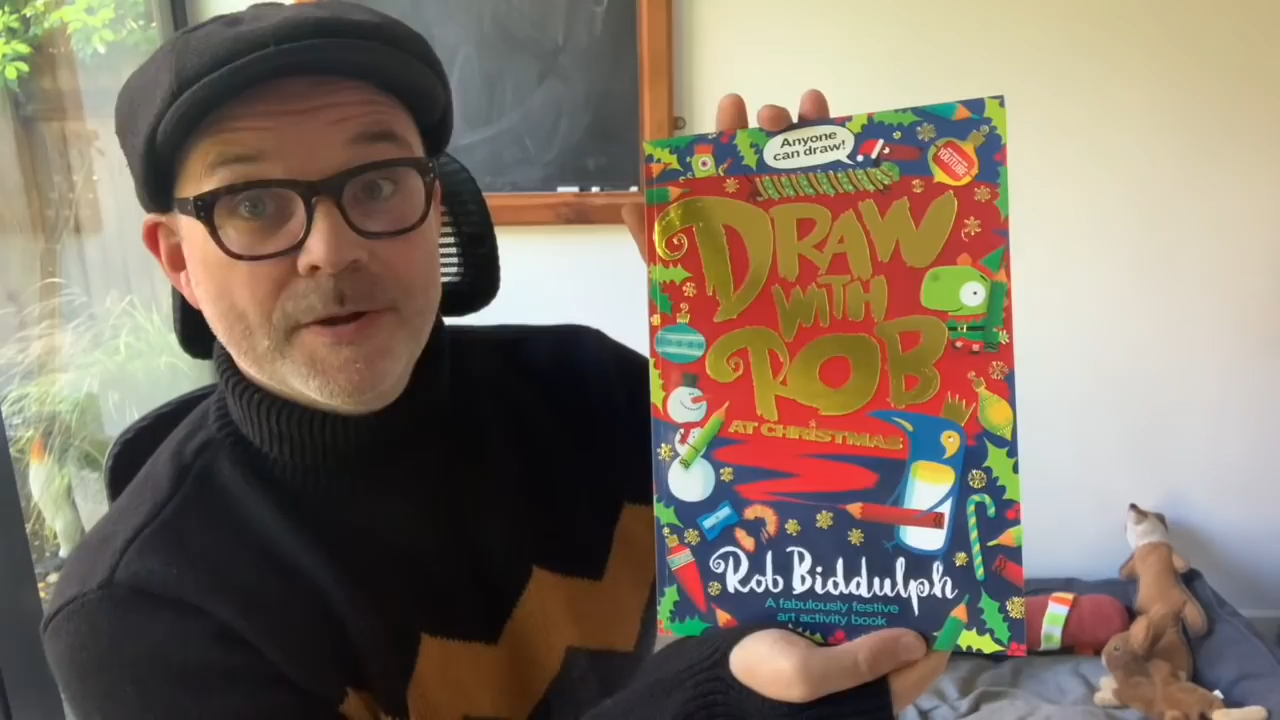 Anyone
can draw!
YOUTUBE
DRAW
WITH
ROB
AT CHRISTMAS
Rob Biddulph
A fabulously festive
art activity book